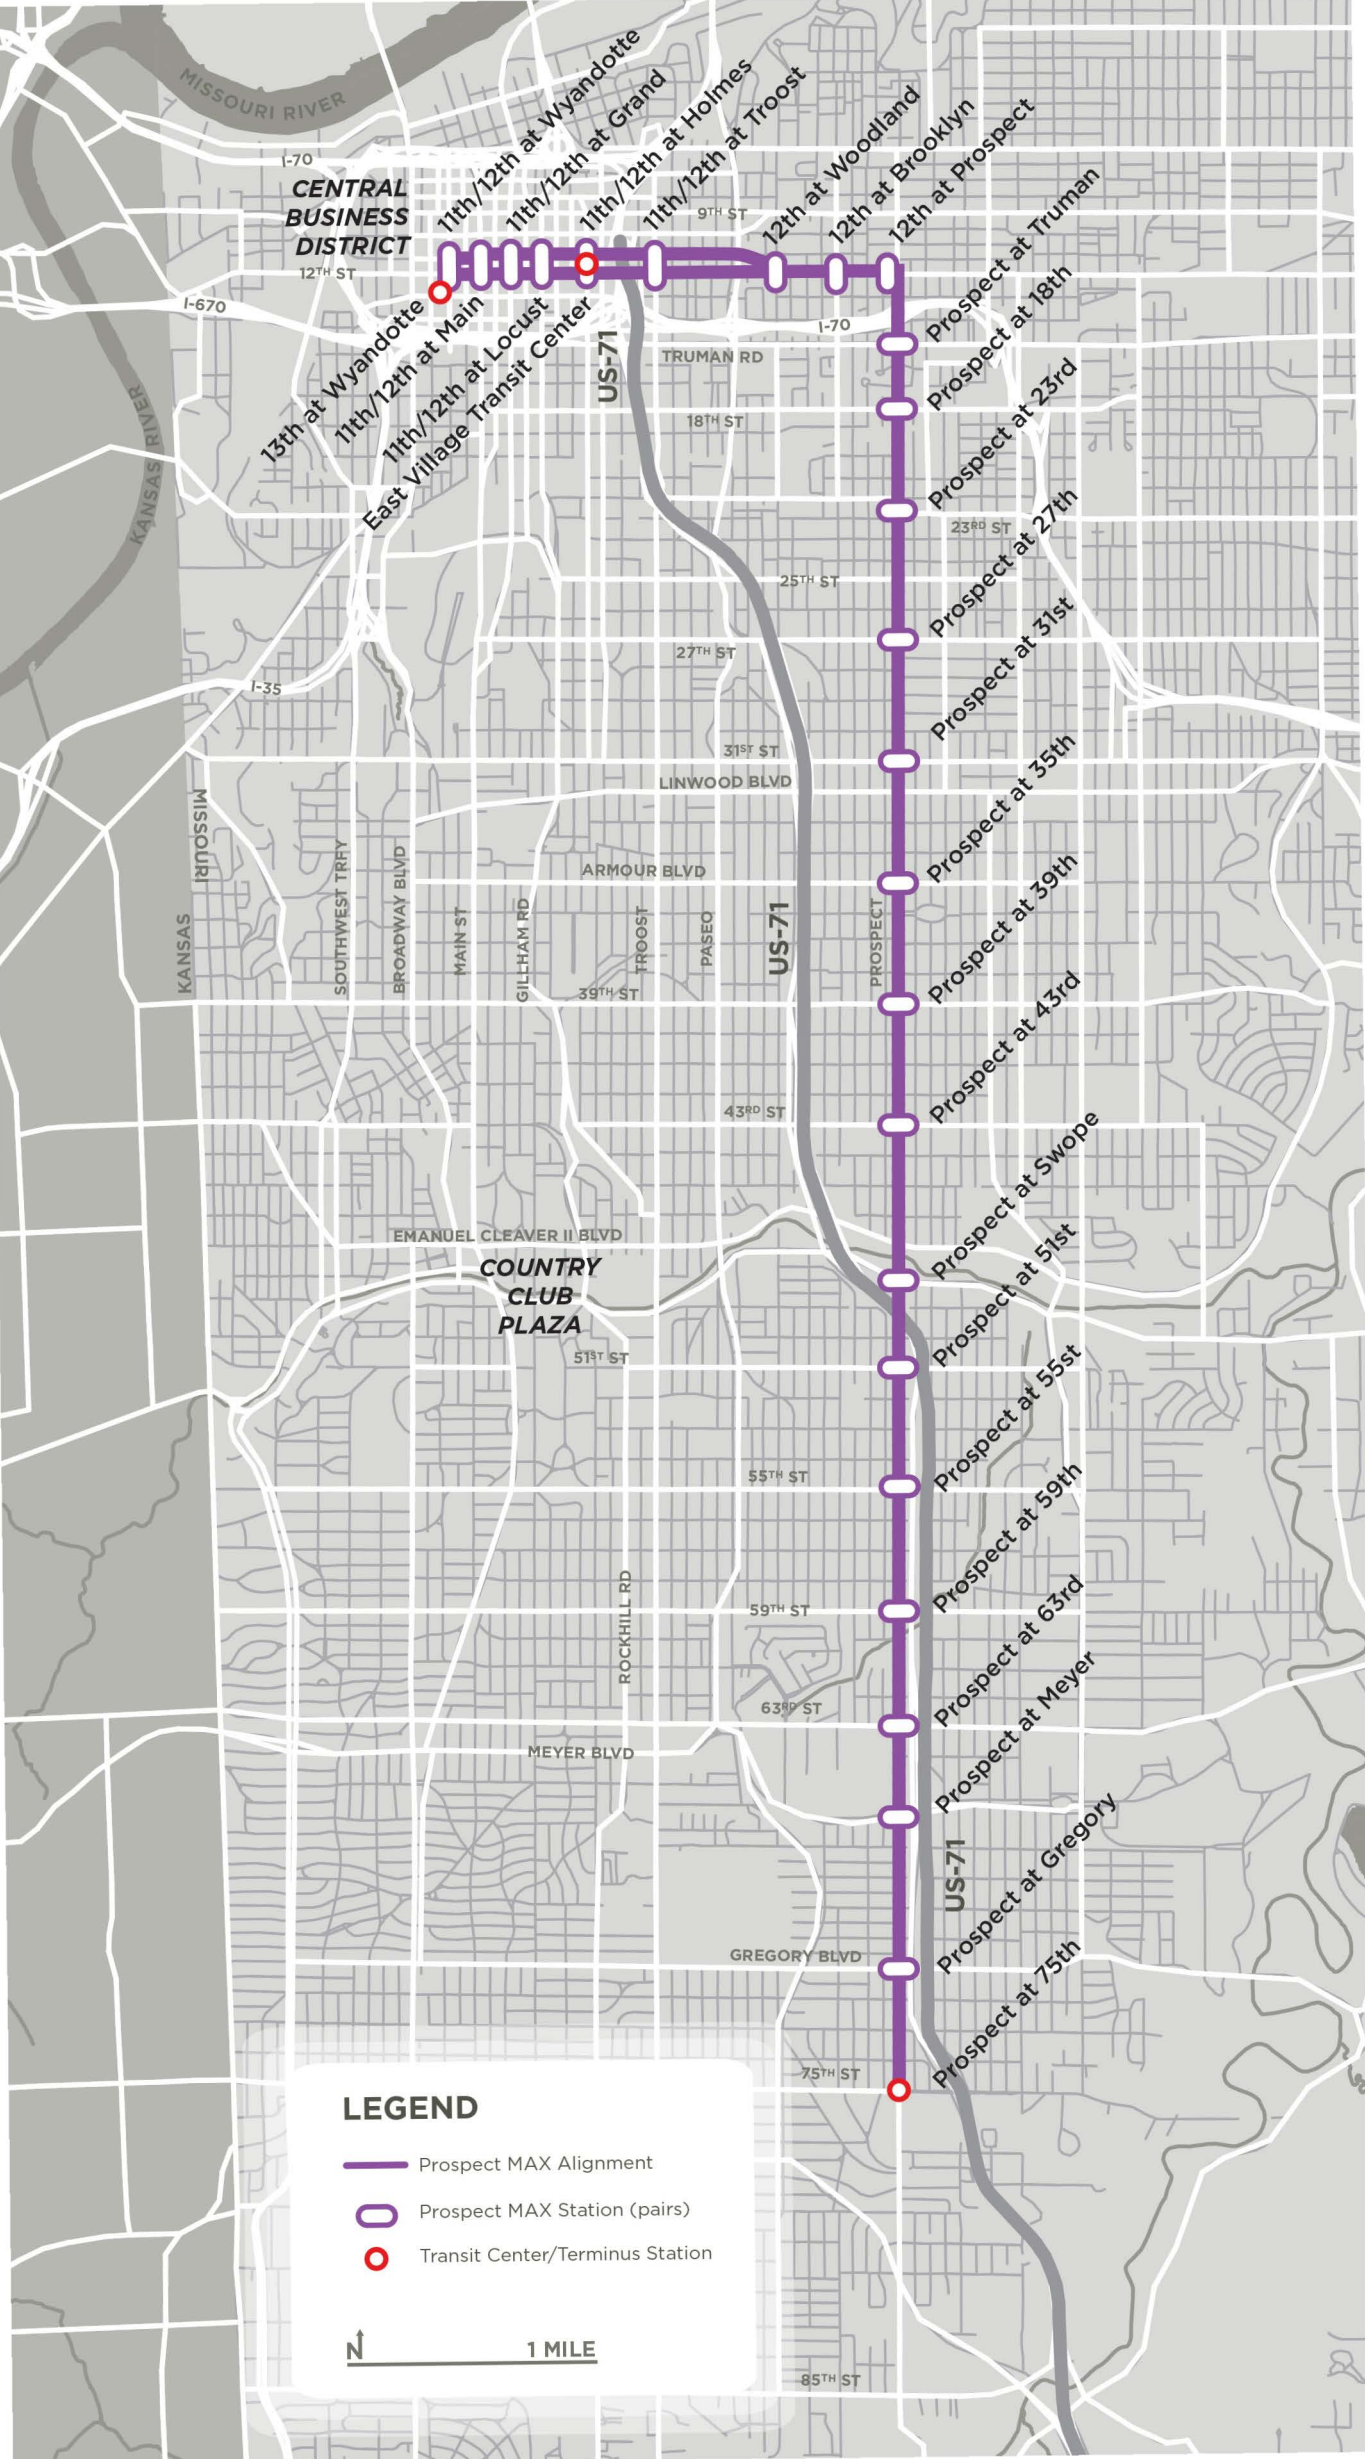 MISSOURI RIVER
I-70
CENTRAL
BUSINESS
DISTRICT
12TH ST
I-670
11th/12th at Wyandotte
11th/12th at Grand
11th/12th at Holmes
11th/12th at Troost
9TH ST
12th at Woodland
12th at Brooklyn
12th at Prospect
13th at Wyandotte
11th/12th at Main
11th/12th at Locust
East Village Transit Center
US-71
I-70
TRUMAN RD
Prospect at Truman
18TH ST
Prospect at 18th
KANSAS RIVER
Prospect at 23rd
23RD ST
25TH ST
Prospect at 27th
27TH ST
I-35
Prospect at 31st
31ST ST
LINWOOD BLVD
MISSOURI
KANSAS
Prospect at 35th
ARMOUR BLVD
SOUTHWEST TRFY
BROADWAY BLVD
MAIN ST
GILLHAM RD
TROOST
PASEO
US-71
PROSPECT
39TH ST
Prospect at 39th
43RD ST
Prospect at 43rd
EMANUEL CLEAVER II BLVD
COUNTRY
CLUB
PLAZA
Prospect at Swope
51ST ST
Prospect at 51st
55TH ST
Prospect at 55st
ROCKHILL RD
59TH ST
Prospect at 59th
63RD ST
Prospect at 63rd
MEYER BLVD
Prospect at Meyer
US-71
GREGORY BLVD
Prospect at Gregory
75TH ST
Prospect at 75th
LEGEND
Prospect MAX Alignment
Prospect MAX Station (pairs)
Transit Center/Terminus Station
N
1 MILE
85TH ST